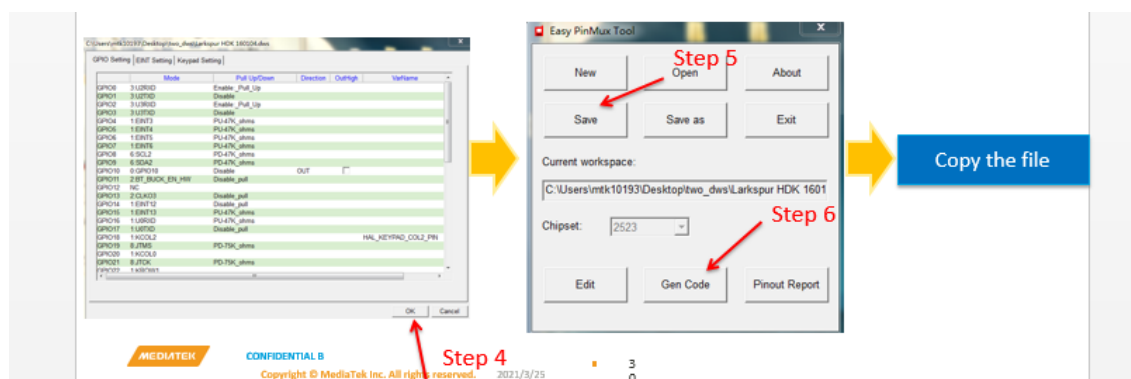 C:\Users\mtk10193\Desktop\two_dws\Larkspur HDK 160104.dws
x
GPIO Setting EINT Setting Keypad Setting
Mode Pull Up/Down Direction OutHigh VarName
GPIO0 3:U2RXD Enable_Pull_Up
GPIO1 3:U2TXD Disable
GPIO2 3:U3RXD Enable_Pull_Up
GPIO3 3:U3TXD Disable
GPIO4 1:EINT3 PU-47K_ohms
GPIO5 1:EINT4 PU-47K_ohms
GPIO6 1:EINT5 PU-47K_ohms
GPIO7 1:EINT6 PU-47K_ohms
GPIO8 6:SCL2 PD-47K_ohms
GPIO9 6:SDA2 PD-47K_ohms
GPIO10 0:GPIO10 Disable OUT
GPIO11 2:BT_BUCK_EN_HW Disable_pull
GPIO12 NC
GPIO13 2:CLKO3 Disable_pull
GPIO14 1:EINT12 Disable_pull
GPIO15 1:EINT13 PU-47K_ohms
GPIO16 1:U0RXD PU-47K_ohms
GPIO17 1:U0TXD Disable_pull
GPIO18 1:KCOL2 HAL_KEYPAD_COL2_PIN
GPIO19 8:JTMS PD-75K_ohms
GPIO20 1:KCOL0
GPIO21 8:JTCK PD-75K_ohms
GPIO22 1:KROW1
OK Cancel
Step 4
Easy PinMux Tool x
Step 5
New Open About
Save Save as Exit
Current workspace:
C:\Users\mtk10193\Desktop\two_dws\Larkspur HDK 1601
Step 6
Chipset: 2523
Edit Gen Code Pinout Report
Copy the file
MEDIATEK
CONFIDENTIAL B
Copyright © MediaTek Inc. All rights reserved. 2021/3/25
3
0